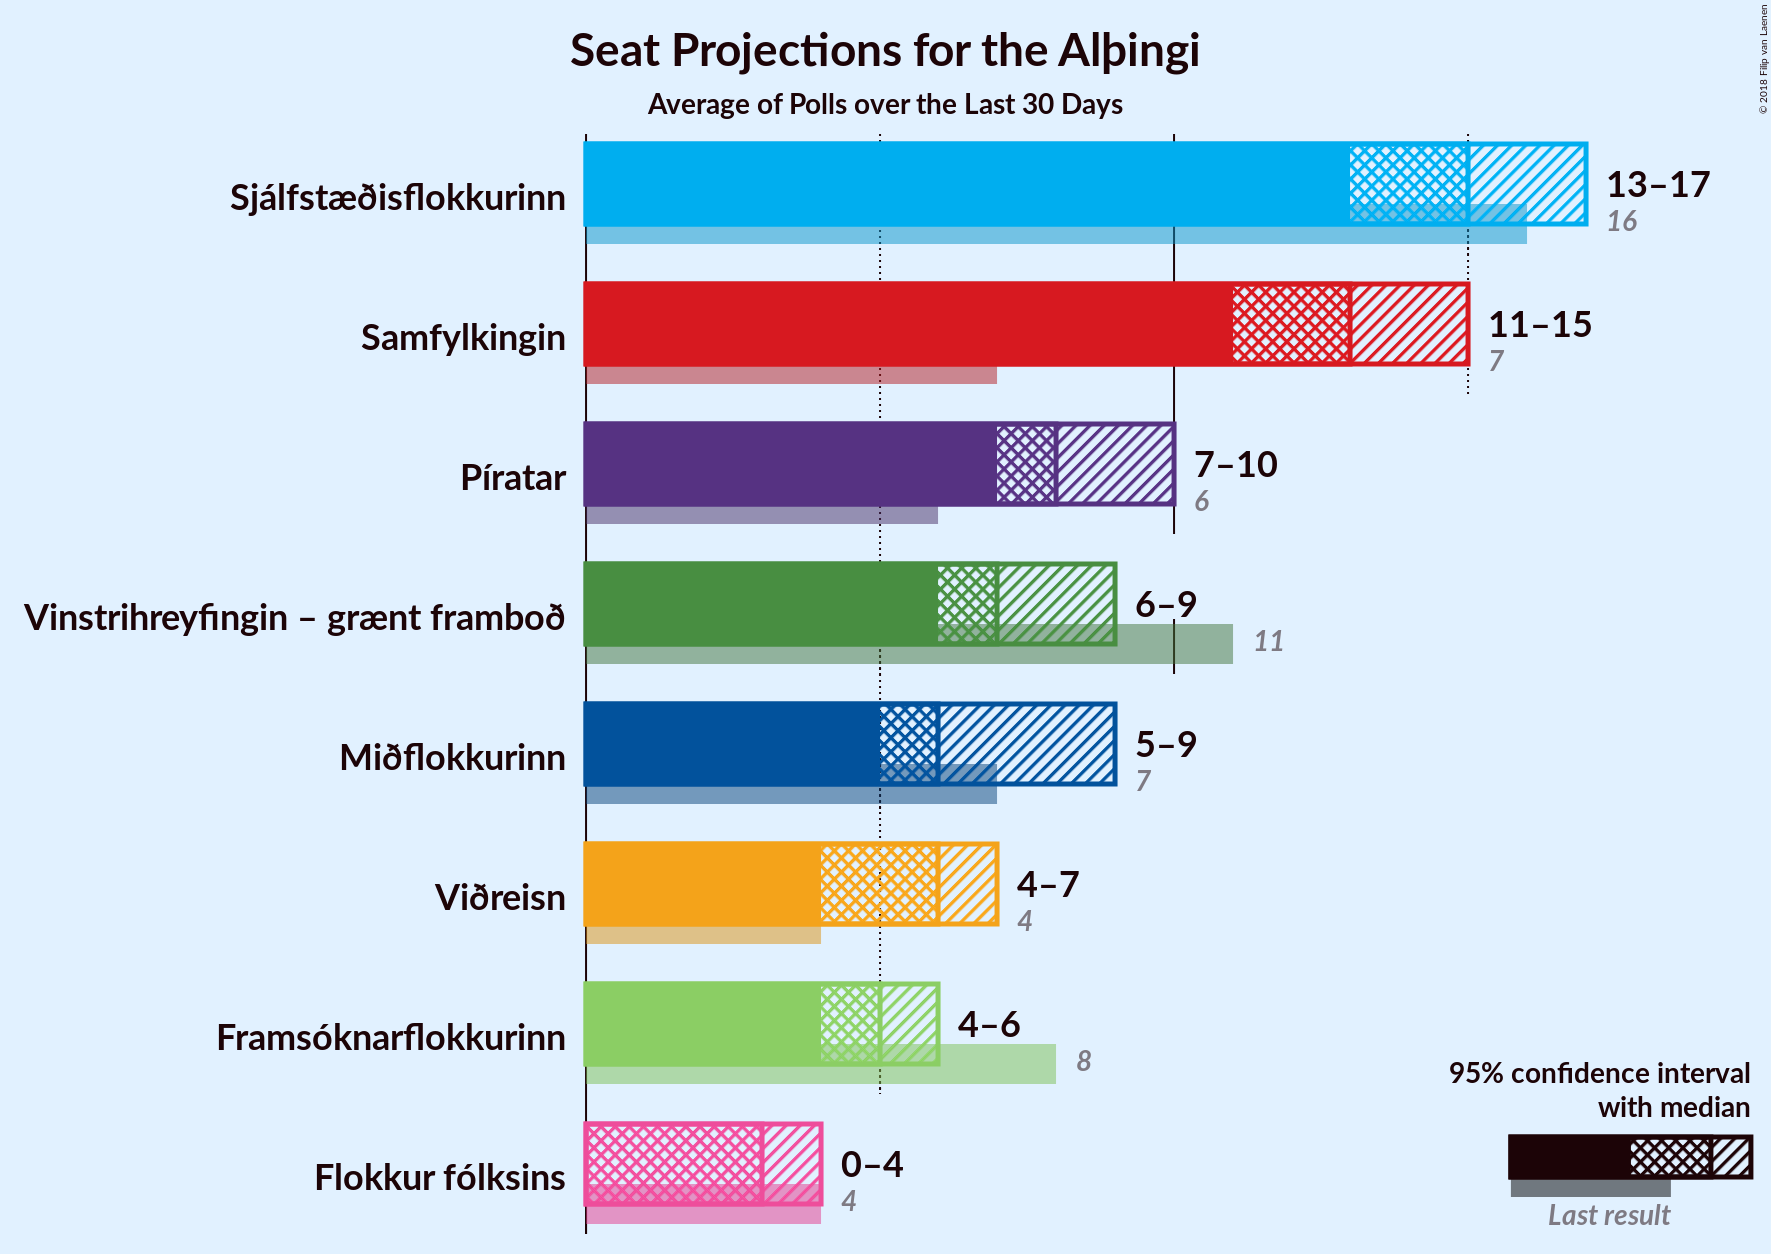 © 2018 Filip van Laenen
Seat Projections for the Alþingi
Average of Polls over the Last 30 Days
Sjálfstæðisflokkurinn
13–17
16
Samfylkingin
11–15
7
Píratar
7–10
6
Vinstrihreyfingin – grænt framboð
6–9
11
Miðflokkurinn
5–9
7
Viðreisn
4–7
4
Framsóknarflokkurinn
4–6
8
Flokkur fólksins
0–4
4
95% confidence interval
with median
Last result